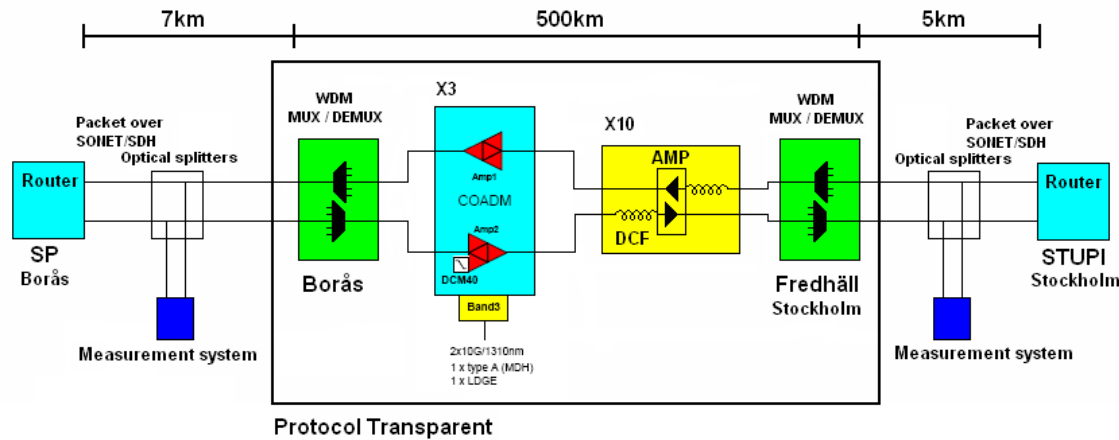 7km
500km
5km
X3
WDM
MUX / DEMUX
Packet over
SONET/SDH
Optical splitters
Router
SP
Borås
Measurement system
Borås
Amp1
COADM
Amp2
DCM40
Band3
2x10G/1310nm
1 x type A (MDH)
1 x LDGE
X10
AMP
DCF
WDM
MUX / DEMUX
Fredhäll
Stockholm
Packet over
SONET/SDH
Optical splitters
Router
STUPI
Stockholm
Measurement system
Protocol Transparent